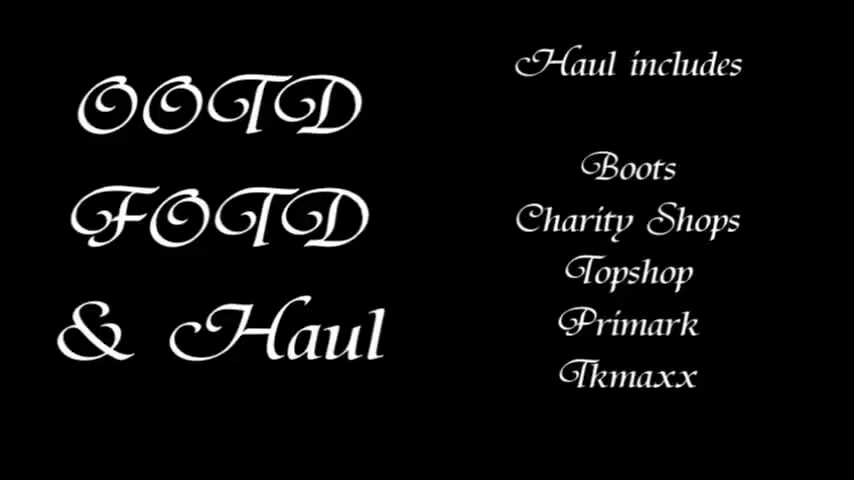 OOTD
FOTD
& Haul
Haul includes
Boots
Charity Shops
Topshop
Primark
Tkmaxx